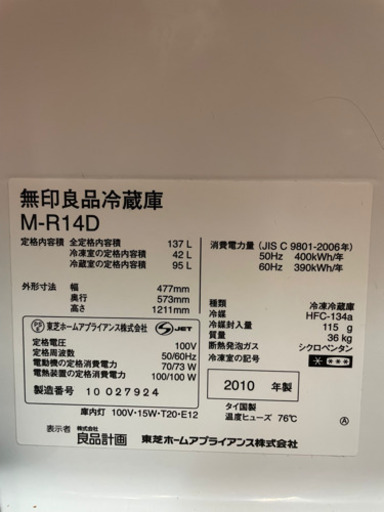 無印良品冷蔵庫
M-R14D
定格内容積 全定格内容積 137 L
冷凍室の定格内容積 42 L
冷蔵室の定格内容積 95 L
外形寸法 幅 477mm
奥行 573mm
高さ 1211mm
消費電力量 (JIS C 9801-2006年)
50Hz 400kWh/年
60Hz 390kWh/年
東芝ホームアプライアンス株式会社 JET
定格電圧 100V
定格周波数 50/60Hz
電動機の定格消費電力 70/73 W
電熱装置の定格消費電力 100/100 W
製造番号 10 027924
種類 冷凍冷蔵庫
冷媒 HFC-134a
冷媒封入量 115 g
質量 36 kg
断熱発泡ガス シクロペンタン
冷凍室の記号 ****
2010 年製
タイ国製
温度ヒューズ 76℃
庫内灯 100V・15W・T20・E12
表示者 株式会社 良品計画 東芝ホームアプライアンス株式会社
A